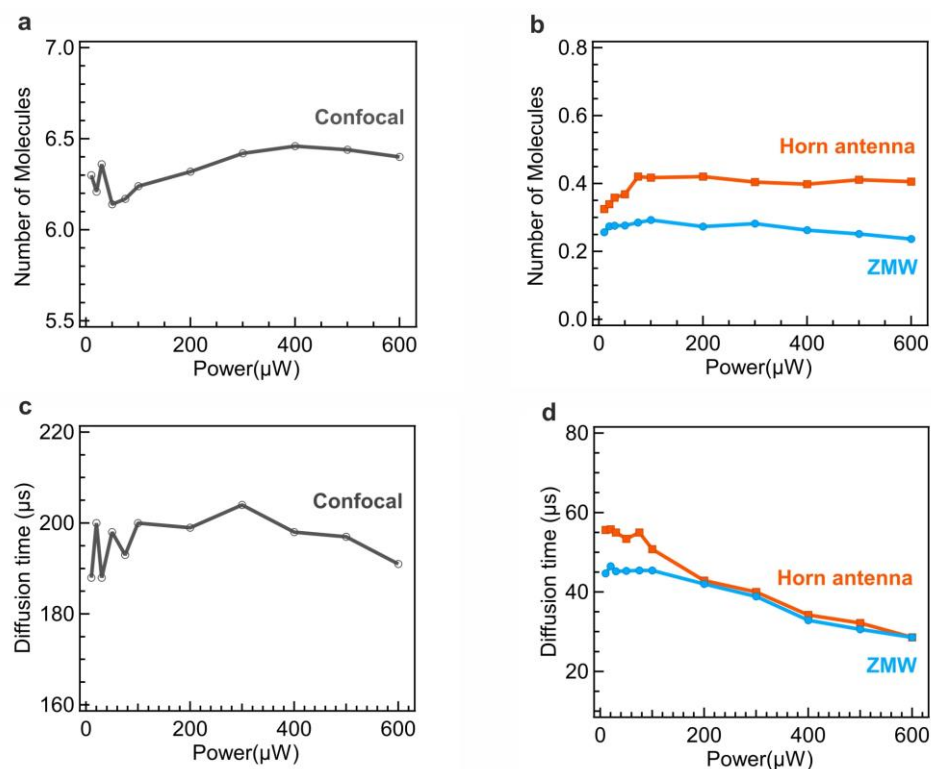 a
7.0
6.5
6.0
5.5
Number of Molecules
Confocal
0 200 400 600
Power(µW)
b
0.8
0.6
0.4
0.2
0.0
Number of Molecules
Horn antenna
ZMW
0 200 400 600
Power(µW)
c
220
200
180
160
Diffusion time (µs)
Confocal
0 200 400 600
Power(µW)
d
80
60
40
20
Diffusion time (µs)
Horn antenna
ZMW
0 200 400 600
Power(µW)